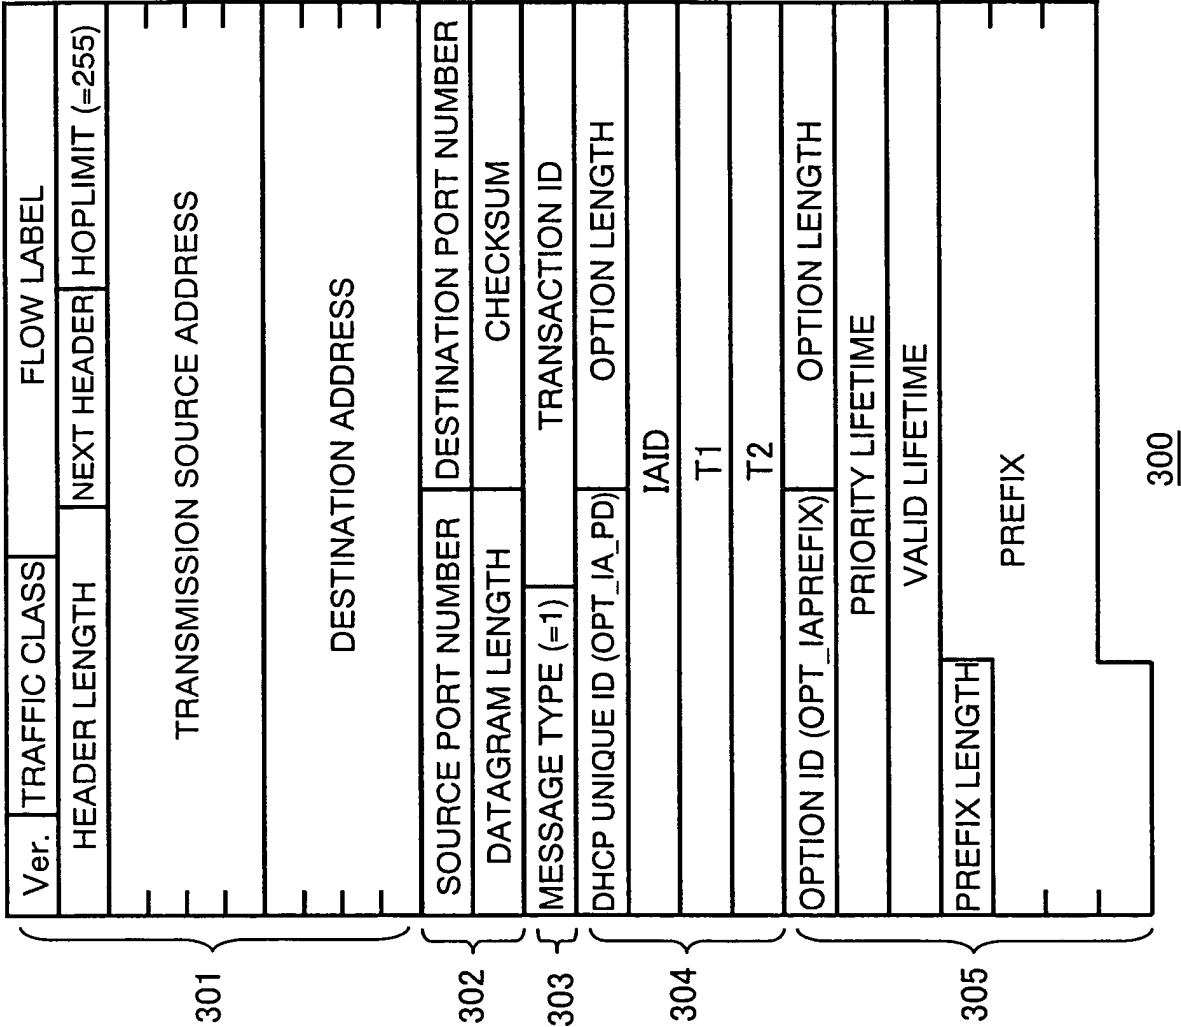 Ver. TRAFFIC CLASS FLOW LABEL
HEADER LENGTH NEXT HEADER HOPLIMIT (=255)
301
TRANSMISSION SOURCE ADDRESS
DESTINATION ADDRESS
302
SOURCE PORT NUMBER DESTINATION PORT NUMBER
DATAGRAM LENGTH CHECKSUM
303
MESSAGE TYPE (=1) TRANSACTION ID
304
DHCP UNIQUE ID (OPT_IA_PD) OPTION LENGTH
IAID
T1
T2
305
OPTION ID (OPT_IAPREFIX) OPTION LENGTH
PRIORITY LIFETIME
VALID LIFETIME
PREFIX LENGTH
PREFIX
300